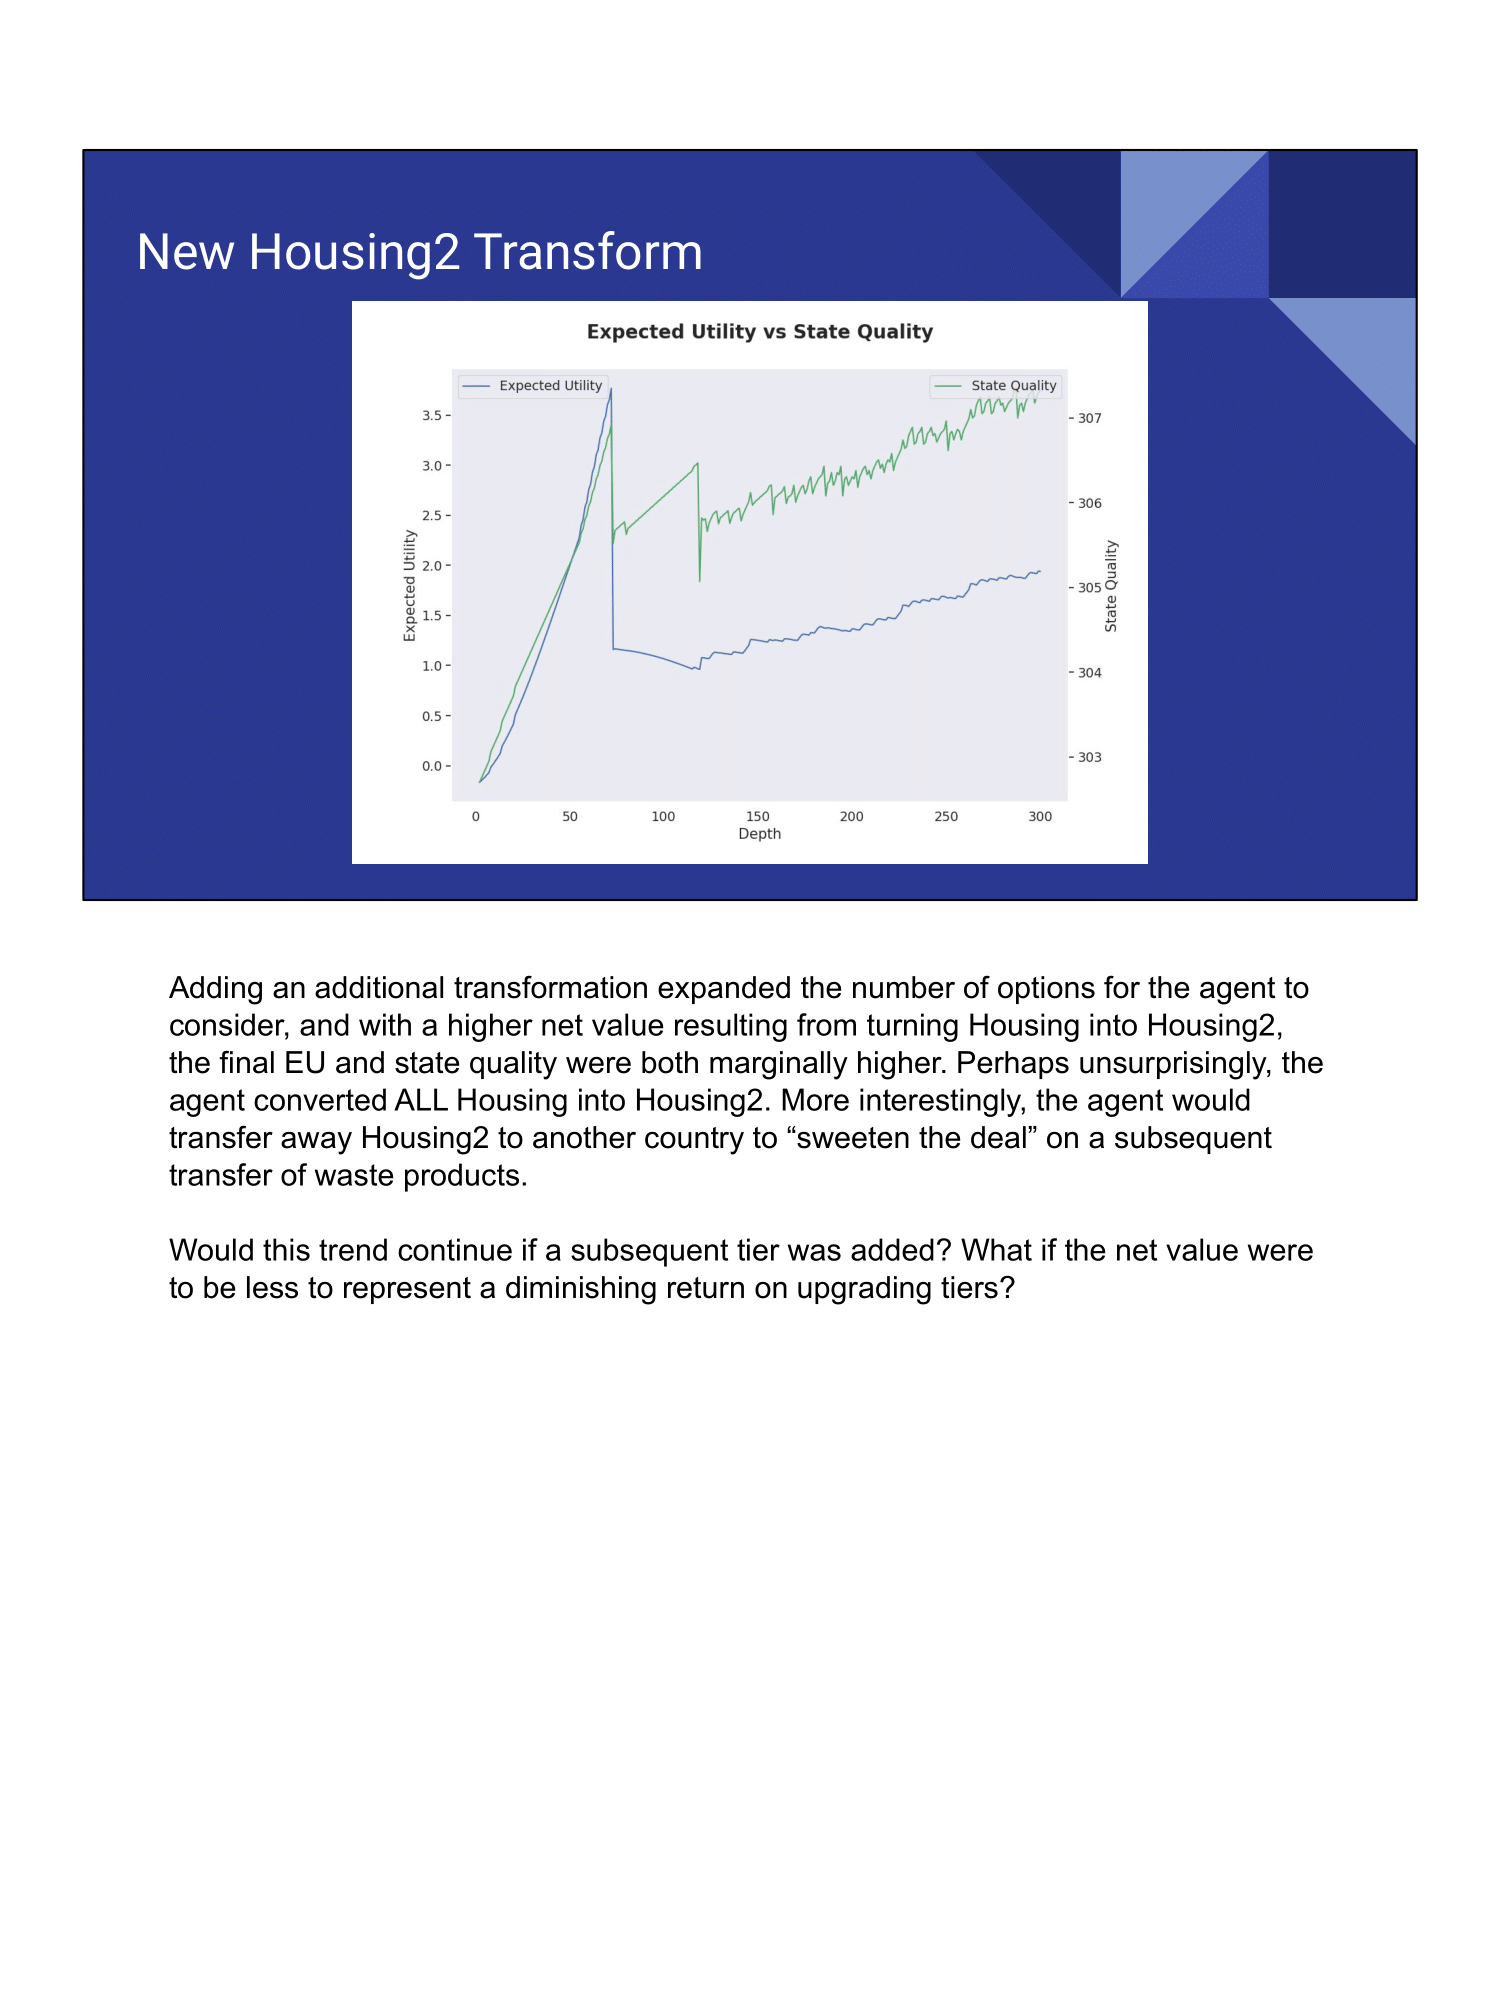 New Housing2 Transform
Expected Utility vs State Quality
Expected Utility
State Quality
3.5
3.0
2.5
2.0
1.5
1.0
0.5
0.0
Expected Utility
307
306
305
304
303
State Quality
0 50 100 150 200 250 300
Depth
Adding an additional transformation expanded the number of options for the agent to
consider, and with a higher net value resulting from turning Housing into Housing2,
the final EU and state quality were both marginally higher. Perhaps unsurprisingly, the
agent converted ALL Housing into Housing2. More interestingly, the agent would
transfer away Housing2 to another country to “sweeten the deal” on a subsequent
transfer of waste products.
Would this trend continue if a subsequent tier was added? What if the net value were
to be less to represent a diminishing return on upgrading tiers?